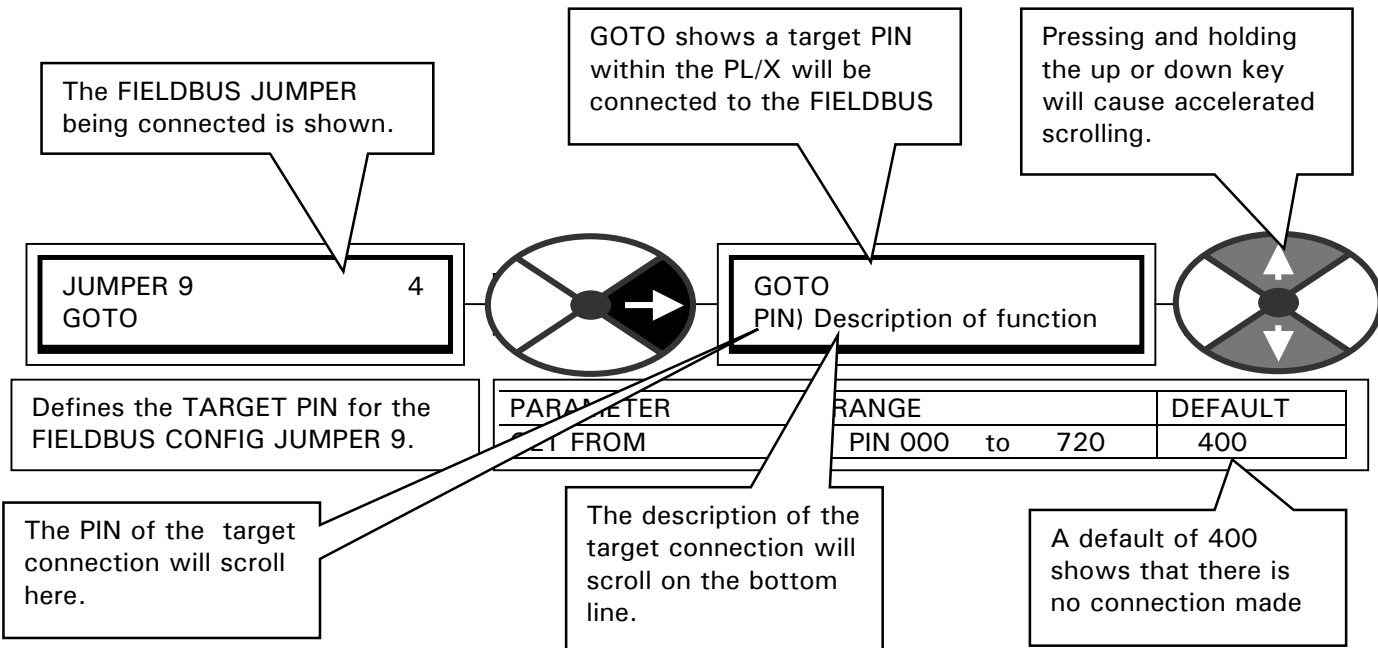 The FIELDBUS JUMPER
being connected is shown.
GOTO shows a target PIN
within the PL/X will be
connected to the FIELDBUS
Pressing and holding
the up or down key
will cause accelerated
scrolling.
JUMPER 9 4
GOTO
GOTO
PIN) Description of function
Defines the TARGET PIN for the
FIELDBUS CONFIG JUMPER 9.
PARAMETER RANGE DEFAULT
GET FROM PIN 000 to 720 400
The PIN of the target
connection will scroll
here.
The description of the
target connection will
scroll on the bottom
line.
A default of 400
shows that there is
no connection made